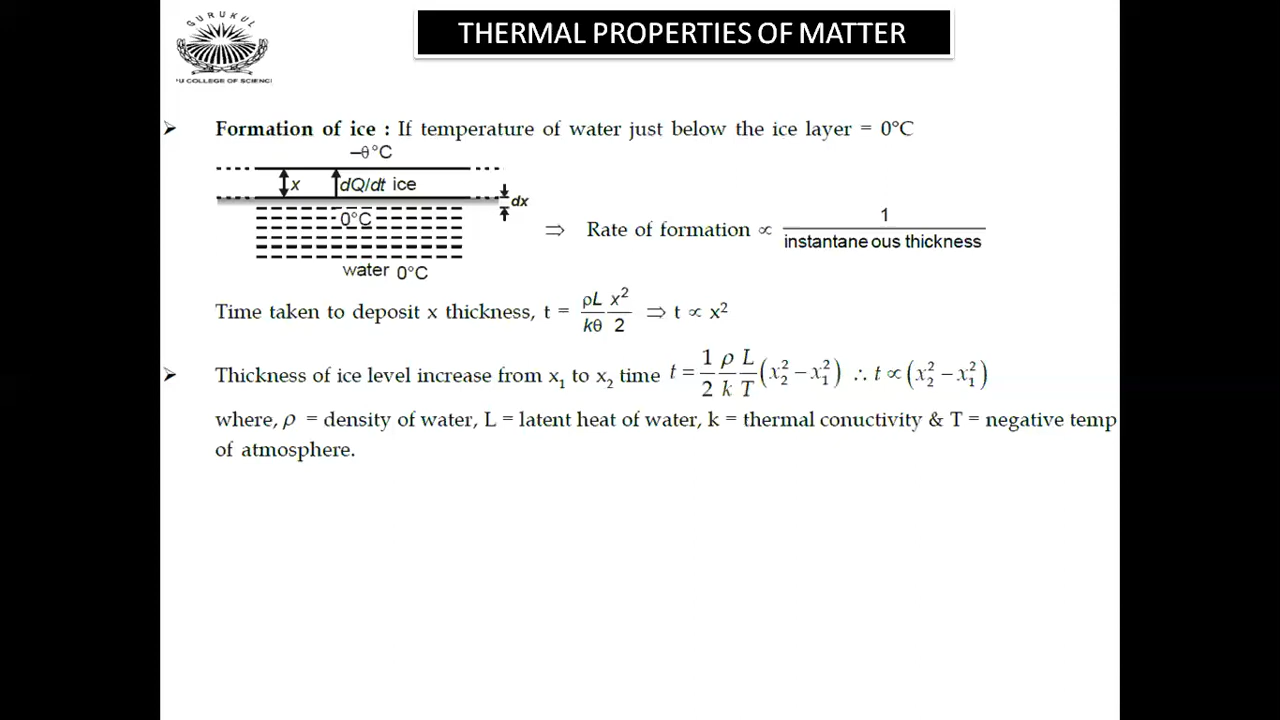 GURUKUL
PU COLLEGE OF SCIENCE
THERMAL PROPERTIES OF MATTER
➢ Formation of ice : If temperature of water just below the ice layer = 0°C
–θ°C
x dQ/dt ice
dx
0°C
water 0°C
⇒ Rate of formation ∝ 1 / instantane ous thickness
Time taken to deposit x thickness, t = ρL/kθ x²/2 ⇒ t ∝ x²
➢ Thickness of ice level increase from x₁ to x₂ time t = 1/2 ρ/k L/T (x₂² − x₁²) ∴ t ∝ (x₂² − x₁²)
where, ρ = density of water, L = latent heat of water, k = thermal conuctivity & T = negative temp
of atmosphere.